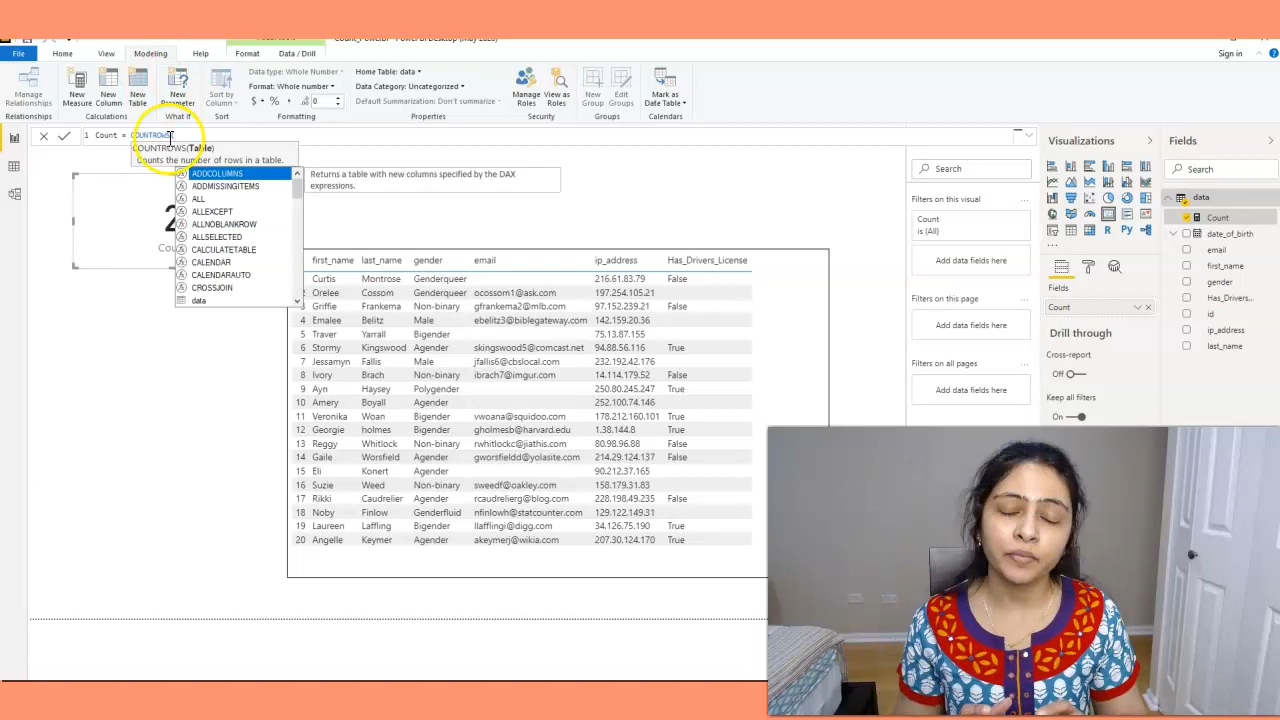 Sign in
File Home View Modeling Help Format Data / Drill
Manage Relationships
New Measure
New Column
New Table
Calculations
New Parameter
What If
Sort by Column
Sort
Data type: Whole Number
Format: Whole number
$ % , .00 0
Formatting
Home Table: data
Data Category: Uncategorized
Default Summarization: Don't summarize
Properties
Manage Roles
View as Roles
Security
New Group
Edit Groups
Groups
Mark as Date Table
Calendars
1 Count = COUNTROWS(
COUNTROWS(Table)
Counts the number of rows in a table.
ADDCOLUMNS
ADDMISSINGITEMS
ALL
ALLEXCEPT
ALLNOBLANKROW
ALLSELECTED
CALCULATETABLE
CALENDAR
CALENDARAUTO
CROSSJOIN
data
Returns a table with new columns specified by the DAX
expressions.
first_name last_name gender email ip_address Has_Drivers_License
Curtis Montrose Genderqueer 216.61.83.79 False
2 Orelee Cossom Genderqueer ocossom1@ask.com 197.254.105.21
3 Griffie Frankema Non-binary gfrankema2@mlb.com 97.152.239.21 False
4 Emalee Belitz Male ebelitz3@biblegateway.com 142.159.20.36
5 Traver Yarrall Bigender 75.13.87.155
6 Stormy Kingswood Agender skingswood5@comcast.net 94.88.56.116 True
7 Jessamyn Fallis Male jfallis6@cbslocal.com 232.192.42.176
8 Ivory Brach Non-binary ibrach7@imgur.com 14.114.179.52 False
9 Ayn Haysey Polygender 250.80.245.247 True
10 Amery Boyall Agender 252.100.74.146
11 Veronika Woan Bigender vwoana@squidoo.com 178.212.160.101 True
12 Georgie holmes Bigender gholmesb@harvard.edu 1.38.144.8 True
13 Reggy Whitlock Non-binary rwhitlockc@jiathis.com 80.98.96.88 False
14 Gaile Worsfield Agender gworsfieldd@yolasite.com 214.29.124.137 False
15 Eli Konert Agender 90.212.37.165
16 Suzie Weed Non-binary sweedf@oakley.com 158.179.31.83
17 Rikki Caudrelier Agender rcaudrelierg@blog.com 228.198.49.235 False
18 Noby Finlow Genderfluid nfinlowh@statcounter.com 129.122.149.31
19 Laureen Laffling Bigender llafflingi@digg.com 34.126.75.190 True
20 Angelle Keymer Agender akeymerj@wikia.com 207.30.124.170 True
Search
Filters on this visual
Count
is (All)
Add data fields here
Filters on this page
Add data fields here
Filters on all pages
Add data fields here
Visualizations
R Py
Fields
Count
Drill through
Cross-report
Off
Keep all filters
On
Fields
Search
data
Count
date_of_birth
email
first_name
gender
Has_Drivers...
id
ip_address
last_name